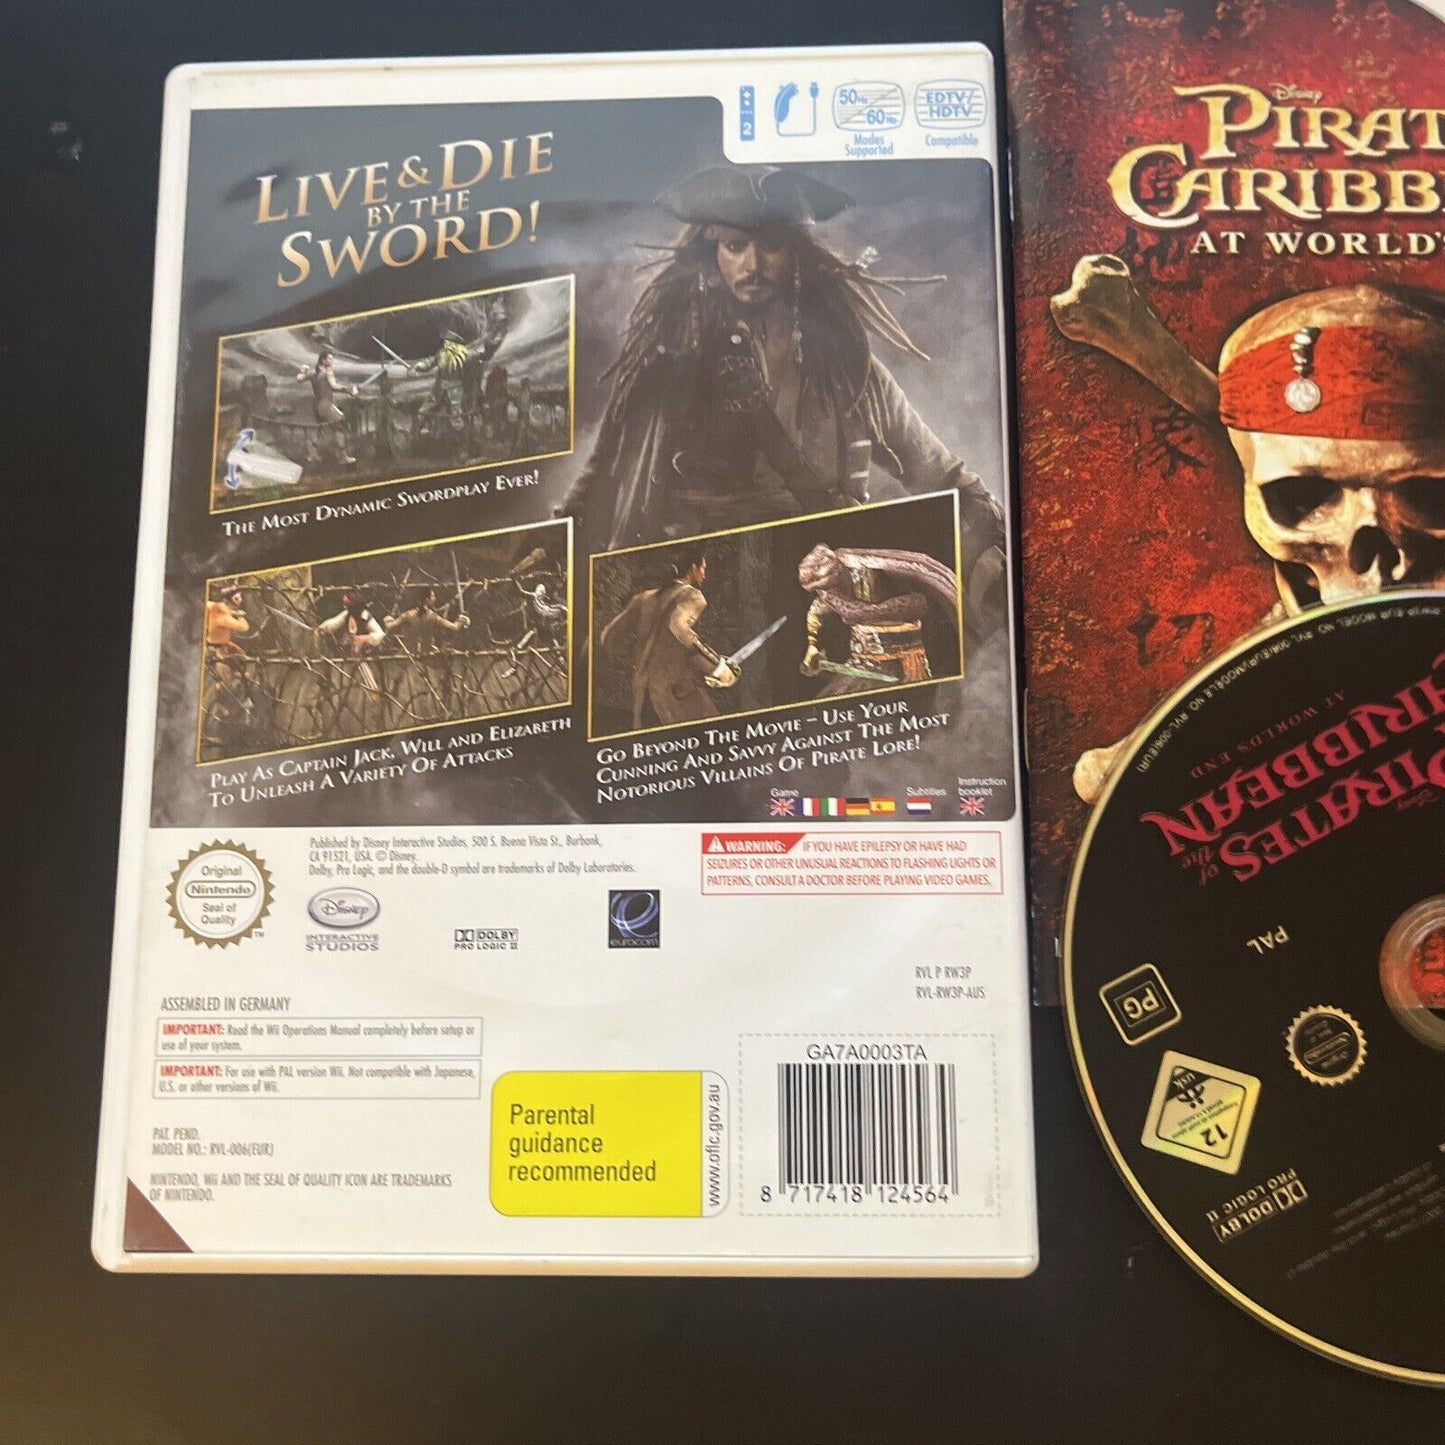 LIVE & DIE
BY THE
SWORD!
2
50Hz
60Hz
Modes
Supported
EDTV/
HDTV
Compatible
THE MOST DYNAMIC SWORDPLAY EVER!
PLAY AS CAPTAIN JACK, WILL AND ELIZABETH
TO UNLEASH A VARIETY OF ATTACKS
GO BEYOND THE MOVIE – USE YOUR
CUNNING AND SAVVY AGAINST THE MOST
NOTORIOUS VILLAINS OF PIRATE LORE!
Game
Subtitles
Instruction
booklet
Original
Nintendo
Seal of
Quality
TM
Published by Disney Interactive Studios, 500 S. Buena Vista St., Burbank,
CA 91521, USA. © Disney.
Dolby, Pro Logic, and the double-D symbol are trademarks of Dolby Laboratories.
WARNING: IF YOU HAVE EPILEPSY OR HAVE HAD
SEIZURES OR OTHER UNUSUAL REACTIONS TO FLASHING LIGHTS OR
PATTERNS, CONSULT A DOCTOR BEFORE PLAYING VIDEO GAMES.
Disney
INTERACTIVE
STUDIOS
DOLBY
PRO LOGIC II
eurocom
RVL P RW3P
RVL-RW3P-AUS
ASSEMBLED IN GERMANY
IMPORTANT: Read the Wii Operations Manual completely before setup or
use of your system.
IMPORTANT: For use with PAL version Wii. Not compatible with Japanese,
U.S. or other versions of Wii.
PAT. PEND.
MODEL NO.: RVL-006(EUR)
NINTENDO, Wii AND THE SEAL OF QUALITY ICON ARE TRADEMARKS
OF NINTENDO.
Parental
guidance
recommended
www.oflc.gov.au
GA7A0003TA
8 717418 124564
Disney
PIRAT
CARIBB
AT WORLD'
Disney
PIRATES
of the
CARIBBEAN
AT WORLD'S END
PAL
PG
12
DOLBY
PRO LOGIC II